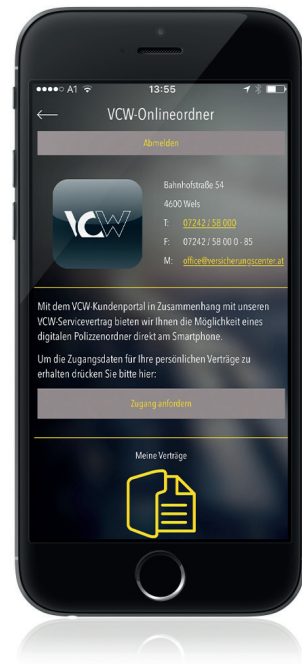 A1
13:55
VCW-Onlineordner
Abmelden
VCW
Bahnhofstraße 54
4600 Wels
T: 07242 / 58 000
F: 07242 / 58 00 0 - 85
M: office@versicherungscenter.at
Mit dem VCW-Kundenportal in Zusammenhang mit unseren
VCW-Servicevertrag bieten wir Ihnen die Möglichkeit eines
digitalen Polizzenordner direkt am Smartphone.
Um die Zugangsdaten für Ihre persönlichen Verträge zu
erhalten drücken Sie bitte hier:
Zugang anfordern
Meine Verträge